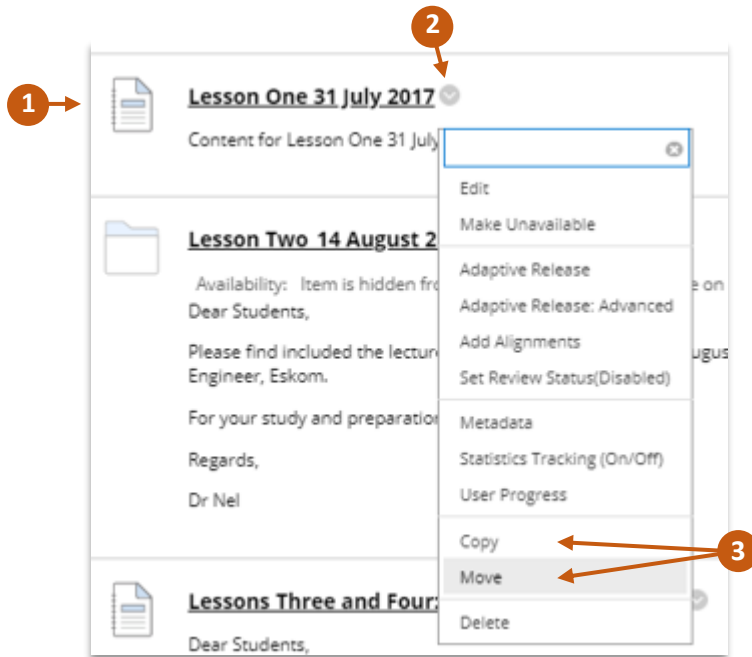 2
1
Lesson One 31 July 2017
Content for Lesson One 31 July
Edit
Make Unavailable
Lesson Two 14 August 2
Adaptive Release
Availability: Item is hidden fro
e on
Adaptive Release: Advanced
Dear Students,
Add Alignments
Please find included the lectur
ugus
Engineer, Eskom.
Set Review Status(Disabled)
For your study and preparation
Metadata
Regards,
Statistics Tracking (On/Off)
Dr Nel
User Progress
Copy
3
Move
Lessons Three and Four:
Delete
Dear Students,